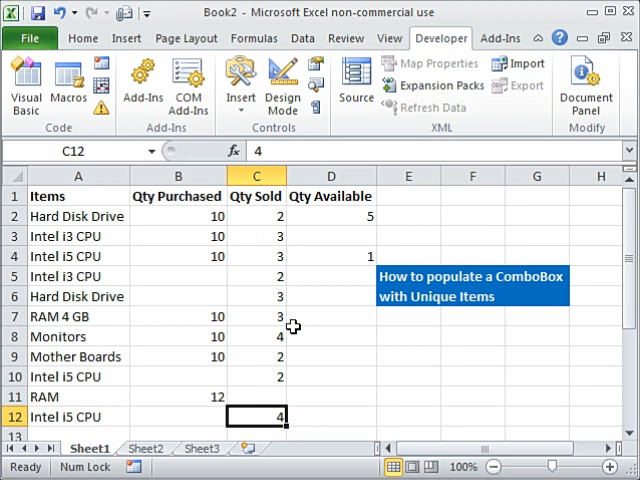 Book2 - Microsoft Excel non-commercial use
File Home Insert Page Layout Formulas Data Review View Developer Add-Ins
Visual Basic
Macros
Code
Add-Ins
COM Add-Ins
Add-Ins
Insert
Design Mode
Controls
Source
Map Properties
Expansion Packs
Refresh Data
Import
Export
XML
Document Panel
Modify
C12 fx 4
A B C D E F G H
1 Items Qty Purchased Qty Sold Qty Available
2 Hard Disk Drive 10 2 5
3 Intel i3 CPU 10 3
4 Intel i5 CPU 10 3 1
5 Intel i3 CPU 2 How to populate a ComboBox
6 Hard Disk Drive 3 with Unique Items
7 RAM 4 GB 10 3
8 Monitors 10 4
9 Mother Boards 10 2
10 Intel i5 CPU 2
11 RAM 12
12 Intel i5 CPU 4
13
Sheet1 Sheet2 Sheet3
Ready Num Lock 100%